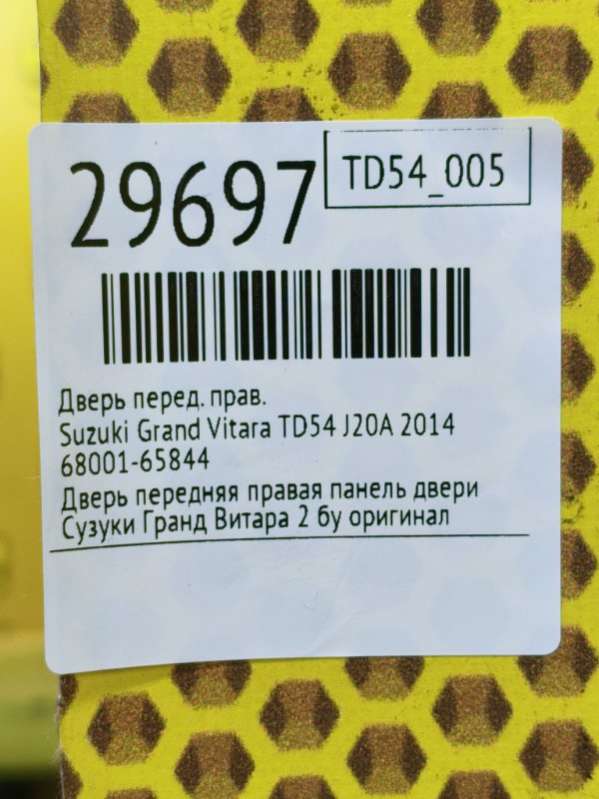 29697
TD54_005
Дверь перед. прав.
Suzuki Grand Vitara TD54 J20A 2014
68001-65844
Дверь передняя правая панель двери
Сузуки Гранд Витара 2 бу оригинал